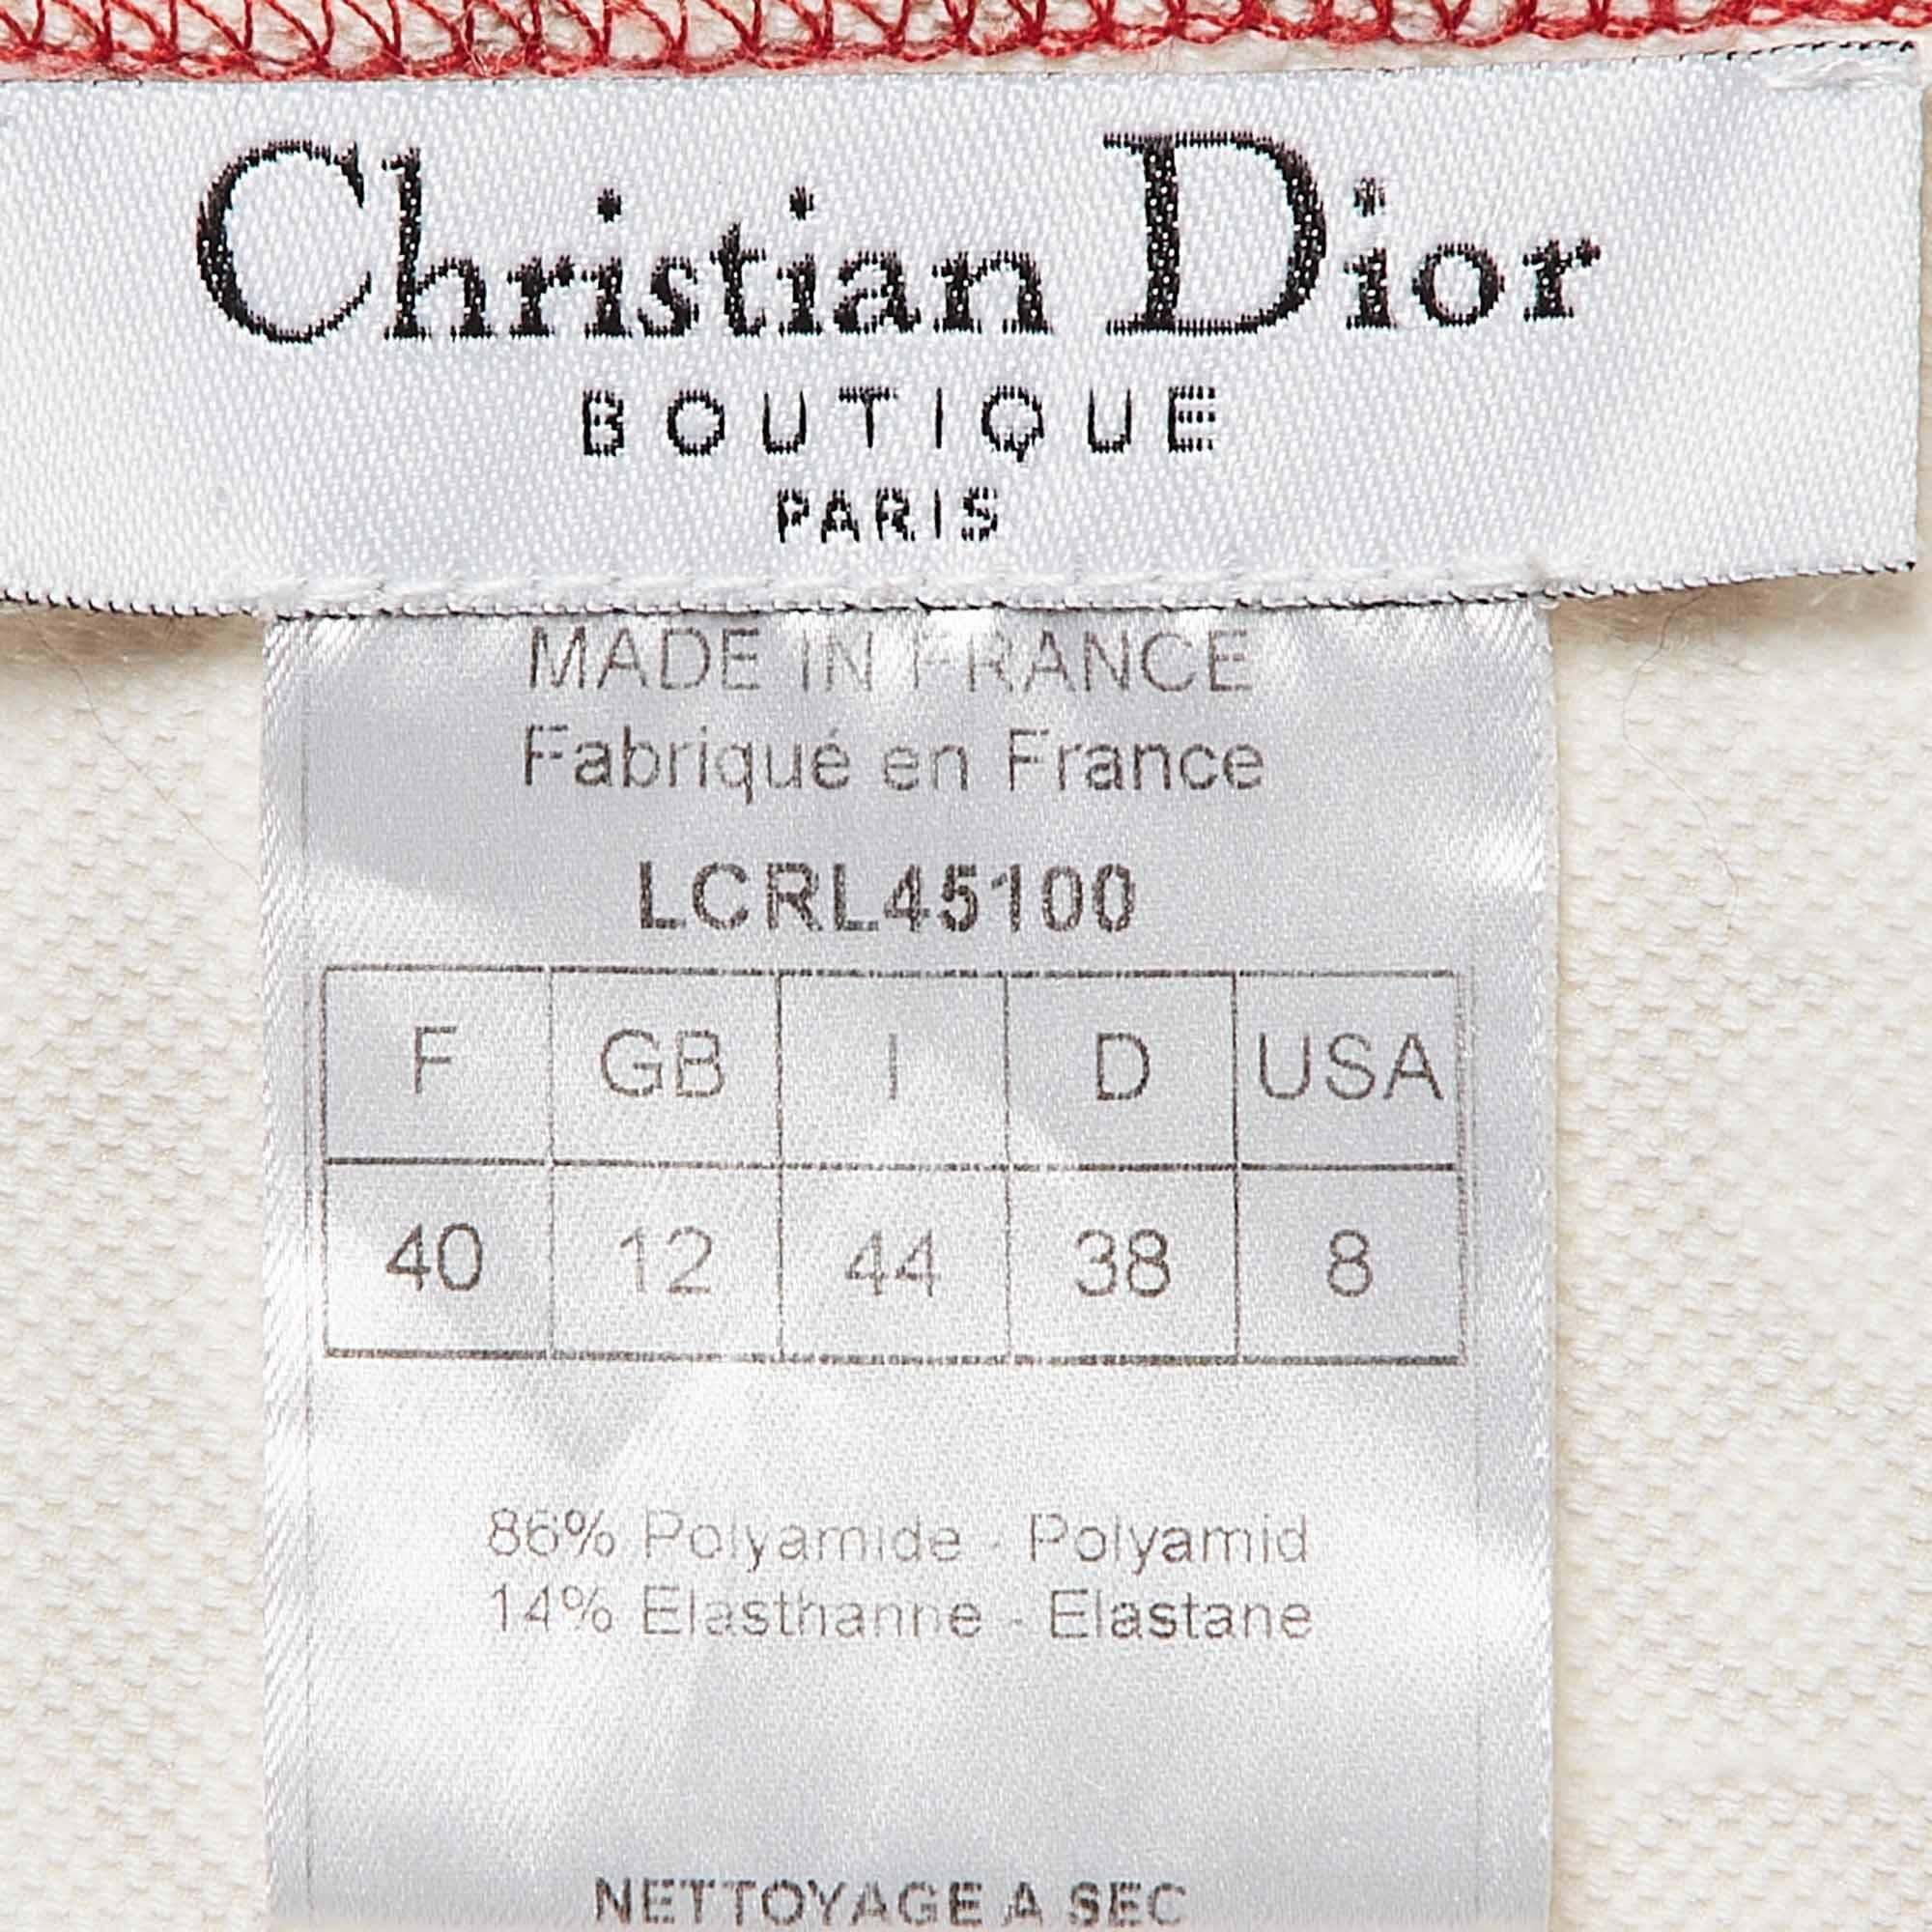 Christian Dior
BOUTIQUE
PARIS
MADE IN FRANCE
Fabriqué en France
LCRL45100
F GB I D USA
40 12 44 38 8
86% Polyamide - Polyamid
14% Elasthanne - Elastane
NETTOYAGE A SEC